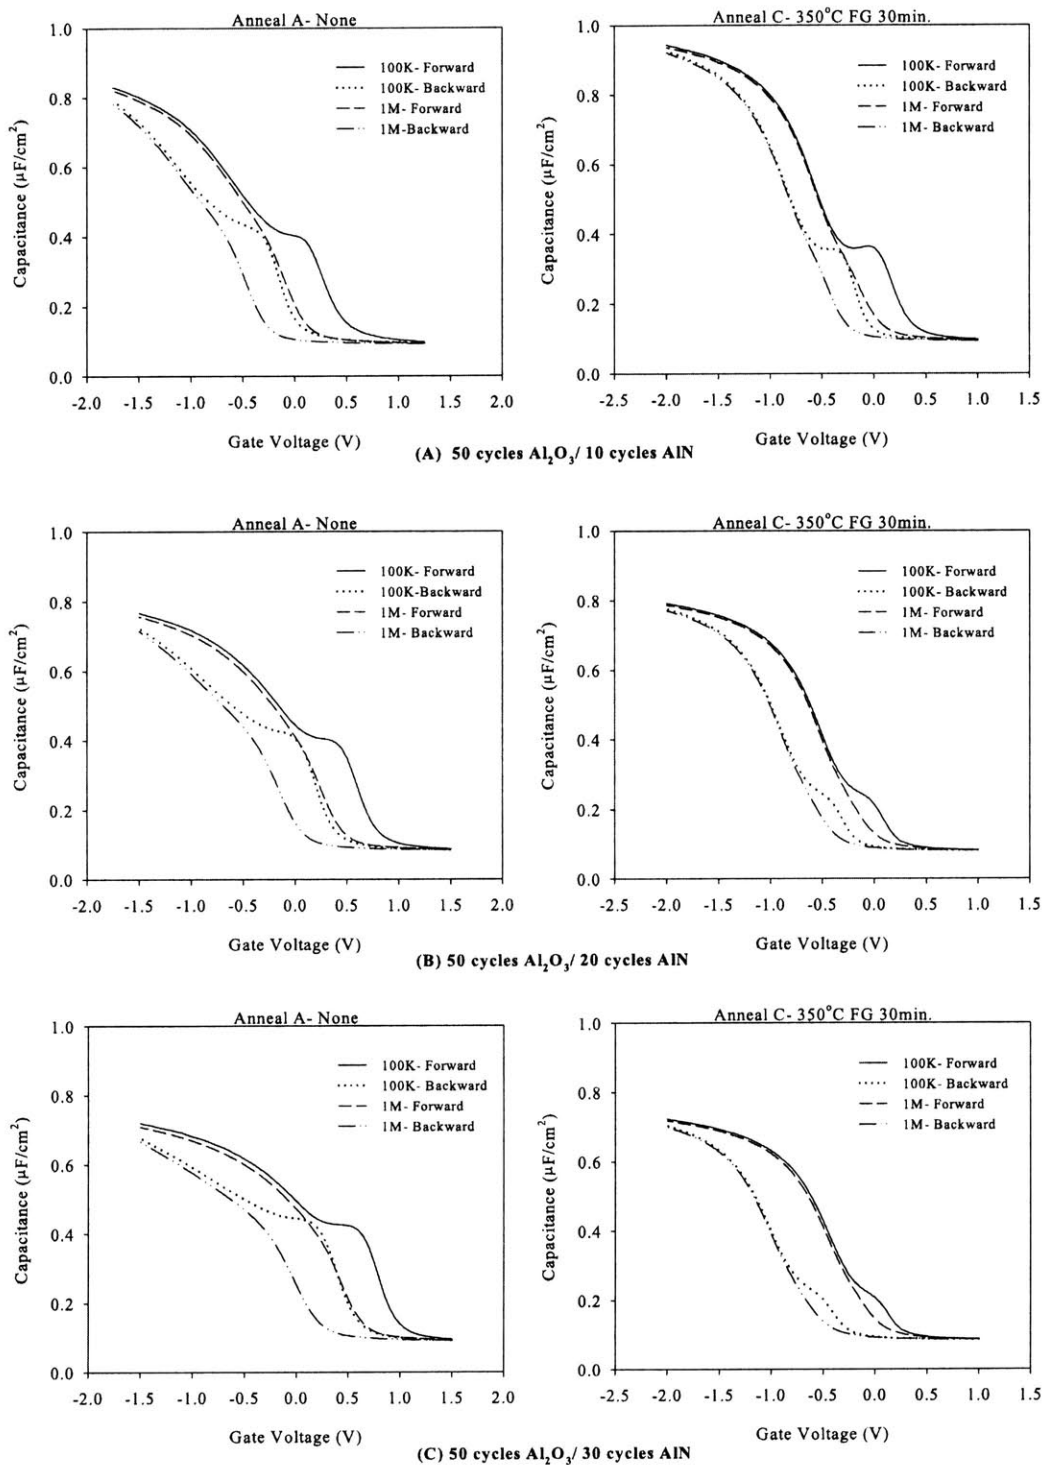 Anneal A- None
1.0
0.8
0.6
0.4
0.2
0.0
Capacitance (μF/cm²)
100K- Forward
100K- Backward
1M- Forward
1M-Backward
-2.0 -1.5 -1.0 -0.5 0.0 0.5 1.0 1.5 2.0
Gate Voltage (V)
Anneal C- 350°C FG 30min.
1.0
0.8
0.6
0.4
0.2
0.0
Capacitance (μF/cm²)
100K- Forward
100K- Backward
1M- Forward
1M- Backward
-2.5 -2.0 -1.5 -1.0 -0.5 0.0 0.5 1.0 1.5
Gate Voltage (V)
(A) 50 cycles Al₂O₃/ 10 cycles AlN
Anneal A- None
1.0
0.8
0.6
0.4
0.2
0.0
Capacitance (μF/cm²)
100K- Forward
100K-Backward
1M- Forward
1M- Backward
-2.0 -1.5 -1.0 -0.5 0.0 0.5 1.0 1.5 2.0
Gate Voltage (V)
Anneal C- 350°C FG 30min.
1.0
0.8
0.6
0.4
0.2
0.0
Capacitance (μF/cm²)
100K- Forward
100K- Backward
1M- Forward
1M- Backward
-2.5 -2.0 -1.5 -1.0 -0.5 0.0 0.5 1.0 1.5
Gate Voltage (V)
(B) 50 cycles Al₂O₃/ 20 cycles AlN
Anneal A- None
1.0
0.8
0.6
0.4
0.2
0.0
Capacitance (μF/cm²)
100K- Forward
100K- Backward
1M- Forward
1M- Backward
-2.0 -1.5 -1.0 -0.5 0.0 0.5 1.0 1.5 2.0
Gate Voltage (V)
Anneal C- 350°C FG 30min.
1.0
0.8
0.6
0.4
0.2
0.0
Capacitance (μF/cm²)
100K- Forward
100K- Backward
1M- Forward
1M- Backward
-2.5 -2.0 -1.5 -1.0 -0.5 0.0 0.5 1.0 1.5
Gate Voltage (V)
(C) 50 cycles Al₂O₃/ 30 cycles AlN